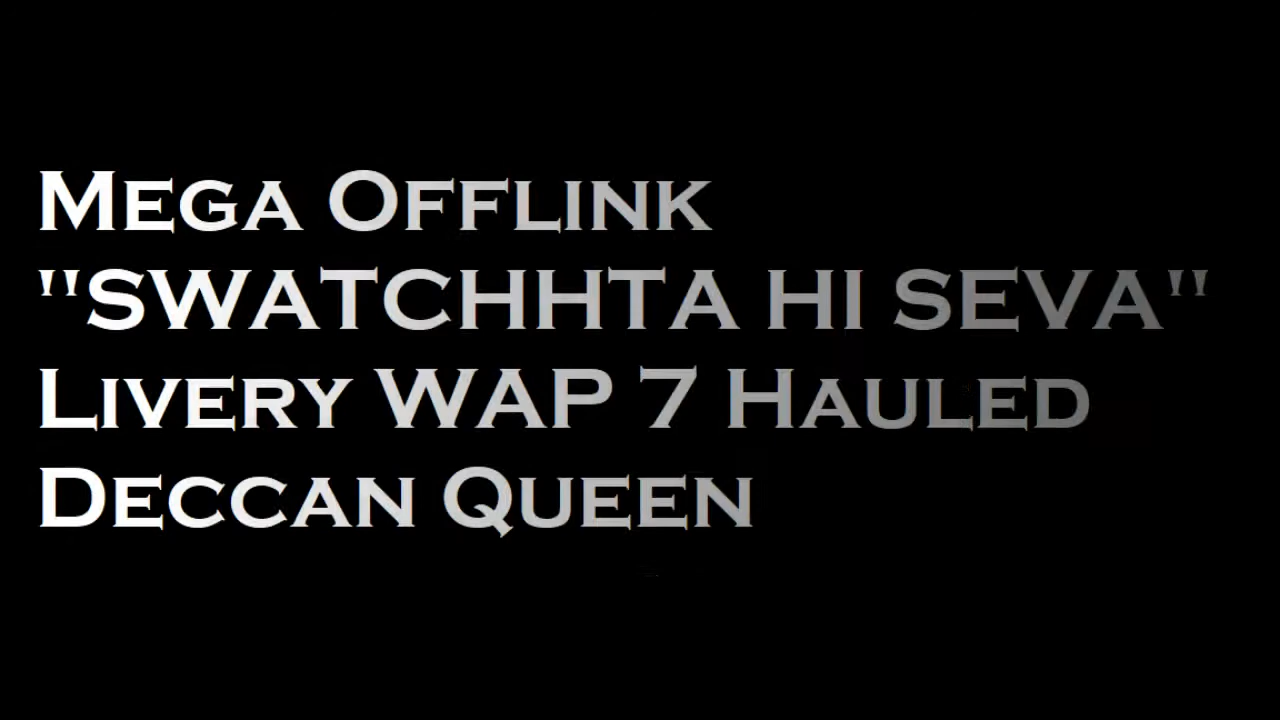 Mega Offlink
"SWATCHHTA HI SEVA"
Livery WAP 7 Hauled
Deccan Queen